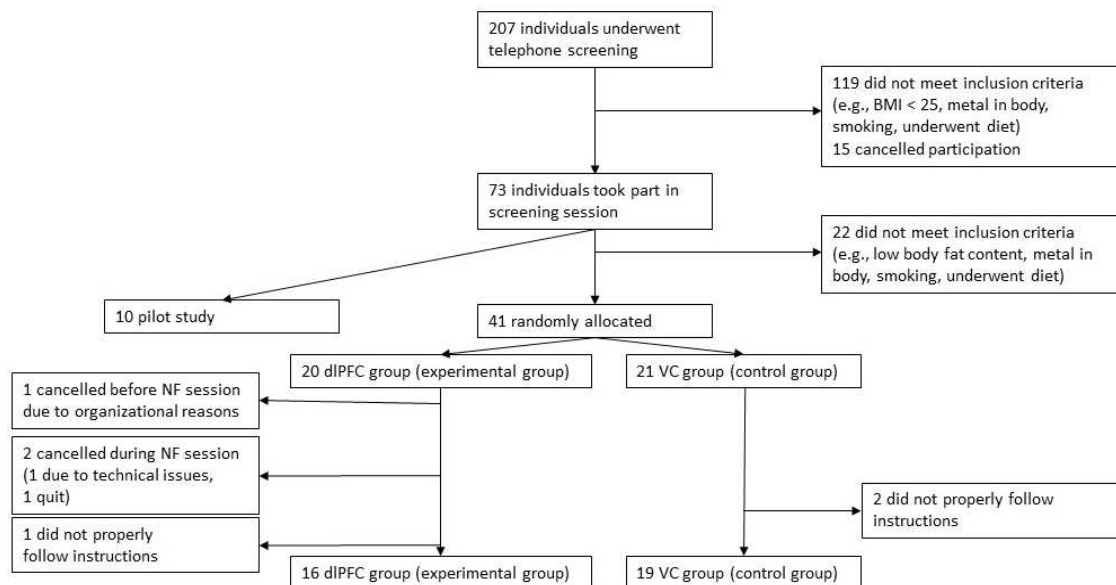 207 individuals underwent
telephone screening
119 did not meet inclusion criteria
(e.g., BMI < 25, metal in body,
smoking, underwent diet)
15 cancelled participation
73 individuals took part in
screening session
22 did not meet inclusion criteria
(e.g., low body fat content, metal in
body, smoking, underwent diet)
10 pilot study
41 randomly allocated
20 dlPFC group (experimental group)
21 VC group (control group)
1 cancelled before NF session
due to organizational reasons
2 cancelled during NF session
(1 due to technical issues,
1 quit)
2 did not properly follow
instructions
1 did not properly
follow instructions
16 dlPFC group (experimental group)
19 VC group (control group)